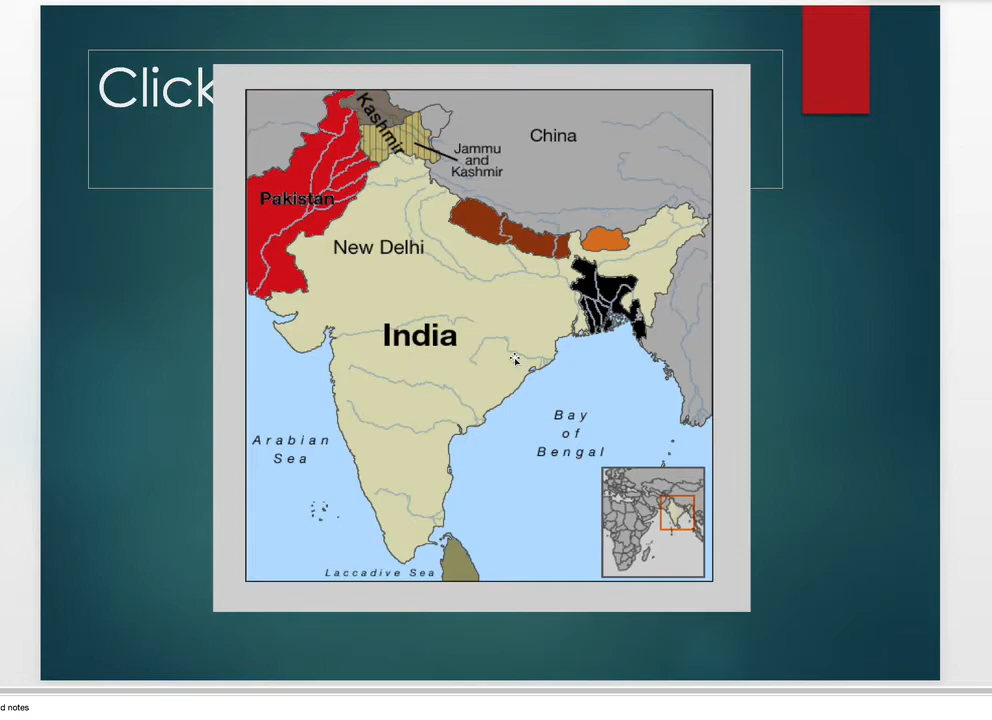 Click
Kashmir
China
Jammu
and
Kashmir
Pakistan
New Delhi
India
Bay
of
Bengal
Arabian
Sea
Laccadive Sea
d notes